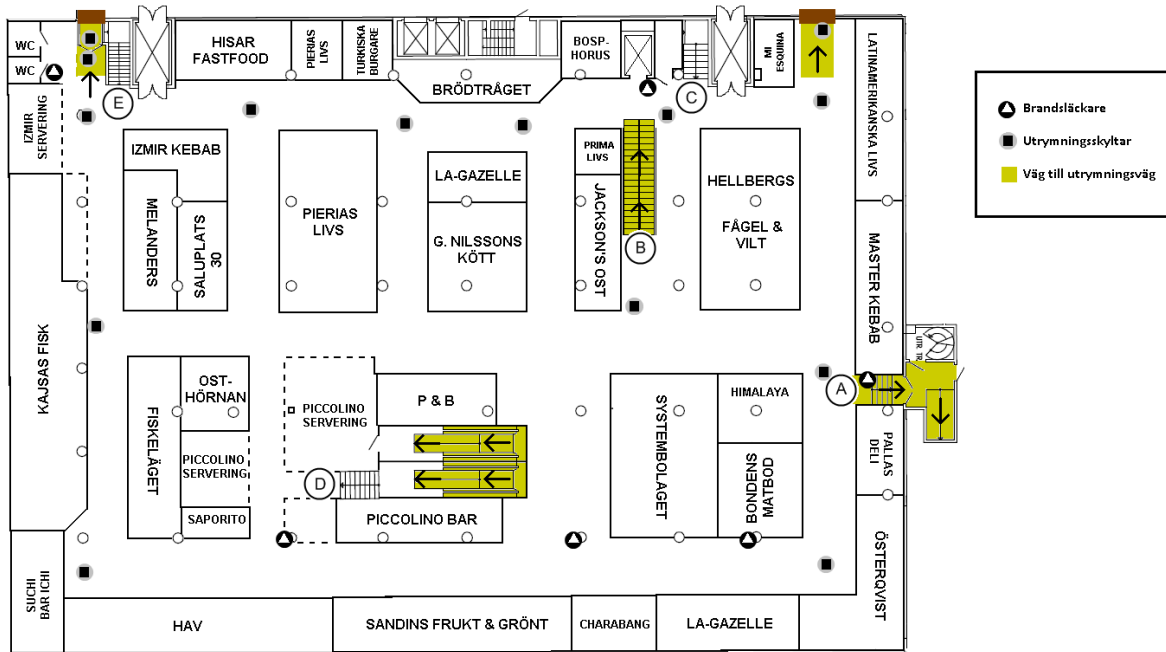 WC
WC
IZMIR
SERVERING
E
HISAR
FASTFOOD
PIERIAS
LIVS
TURKISKA
BURGARE
BRÖDTRÅGET
BOSP-
HORUS
C
MI
ESQUINA
LATINAMERIKANSKA LIVS
Brandsläckare
Utrymningsskyltar
Väg till utrymningsväg
IZMIR KEBAB
MELANDERS
SALUPLATS
30
PIERIAS
LIVS
LA-GAZELLE
G. NILSSONS
KÖTT
PRIMA
LIVS
JACKSON'S OST
B
HELLBERGS
FÅGEL &
VILT
MASTER KEBAB
UTR. TR.
A
KAJSAS FISK
FISKELÄGET
OST-
HÖRNAN
PICCOLINO
SERVERING
SAPORITO
PICCOLINO
SERVERING
P & B
D
PICCOLINO BAR
SYSTEMBOLAGET
HIMALAYA
BONDENS
MATBOD
PALLAS
DELI
ÖSTERQVIST
SUCHI
BAR ICHI
HAV
SANDINS FRUKT & GRÖNT
CHARABANG
LA-GAZELLE